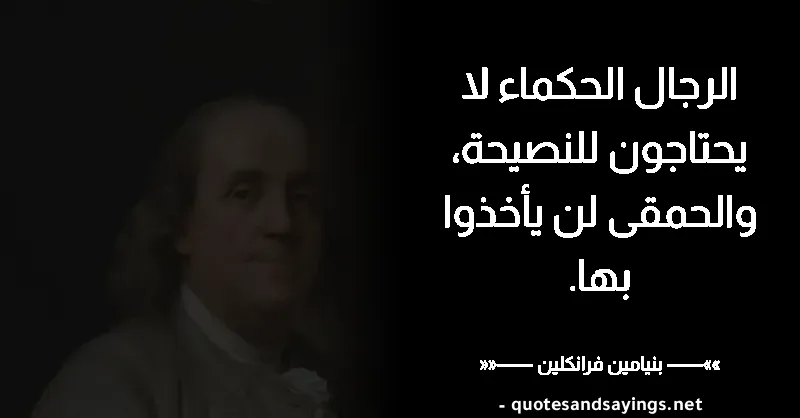 الرجال الحكماء لا
يحتاجون للنصيحة،
والحمقى لن يأخذوا
بها.
»»—— بنيامين فرانكلين ——««
- quotesandsayings.net